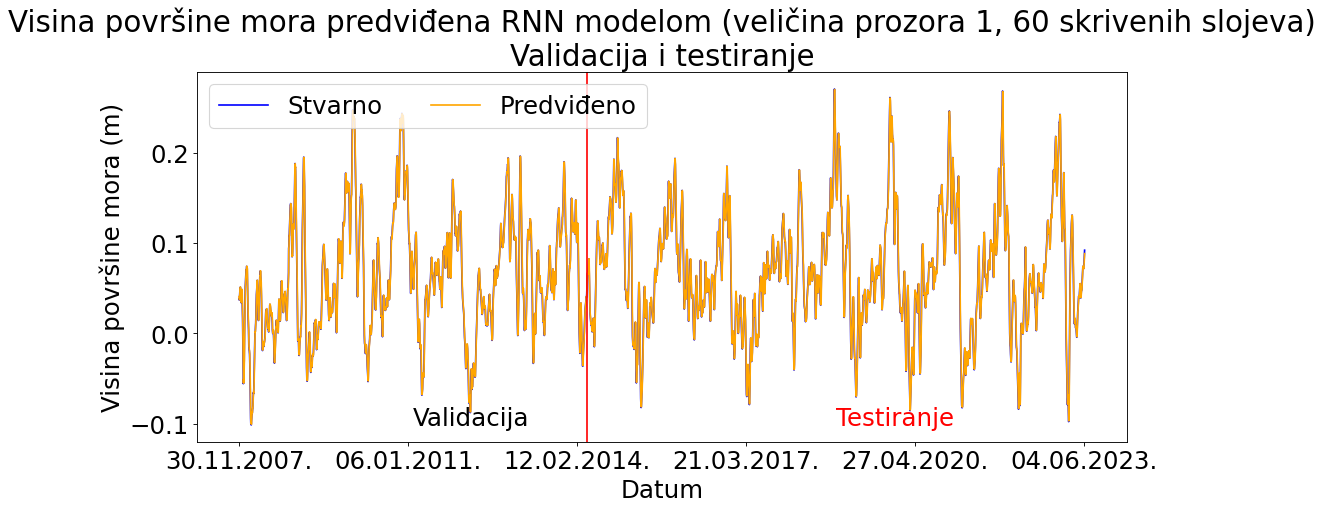 Visina površine mora predviđena RNN modelom (veličina prozora 1, 60 skrivenih slojeva)
Validacija i testiranje
Stvarno Predviđeno
Visina površine mora (m)
0.2
0.1
0.0
−0.1
Validacija Testiranje
30.11.2007. 06.01.2011. 12.02.2014. 21.03.2017. 27.04.2020. 04.06.2023.
Datum